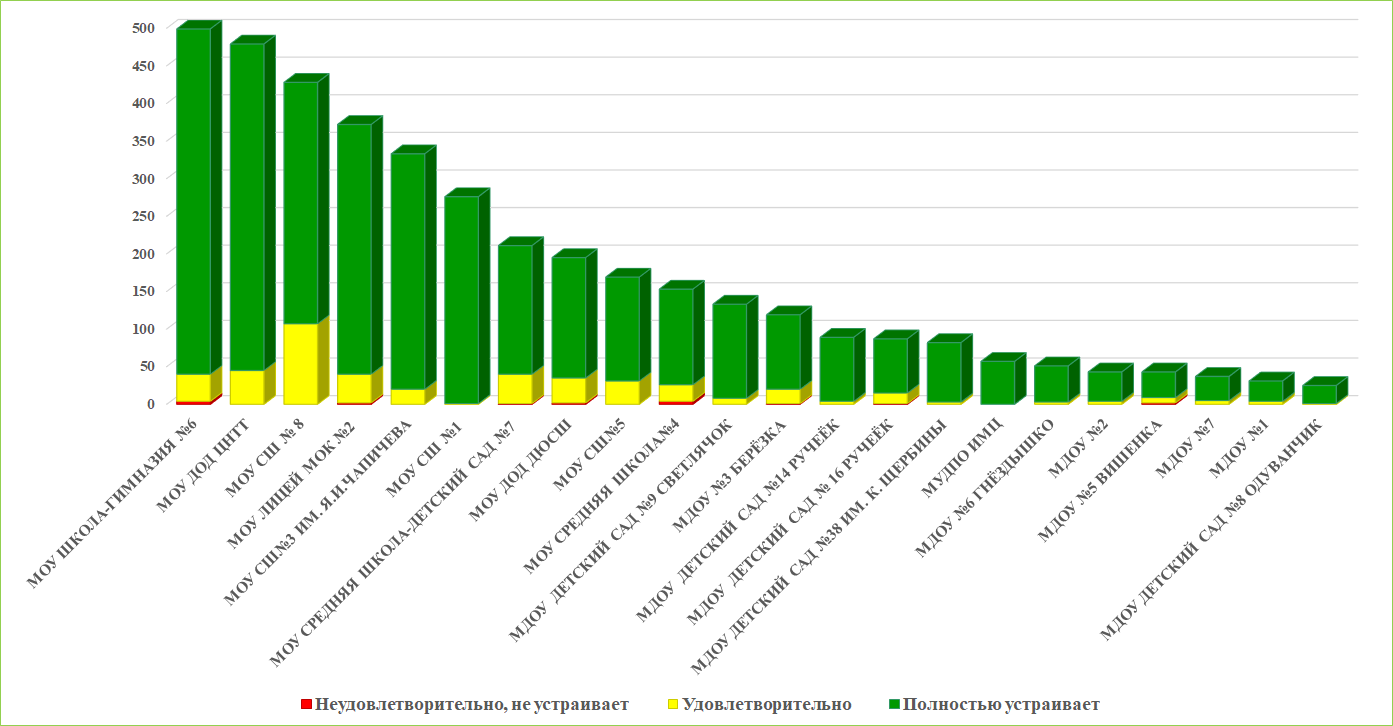 500
450
400
350
300
250
200
150
100
50
0
МОУ ШКОЛА-ГИМНАЗИЯ №6
МОУ ДОД ЦНТТ
МОУ СШ № 8
МОУ ЛИЦЕЙ МОК №2
МОУ СШ№3 ИМ. Я.И.ЧАПИЧЕВА
МОУ СШ №1
МОУ СРЕДНЯЯ ШКОЛА-ДЕТСКИЙ САД №7
МОУ ДОД ДЮСШ
МОУ СШ№5
МОУ СРЕДНЯЯ ШКОЛА№4
МДОУ ДЕТСКИЙ САД №9 СВЕТЛЯЧОК
МДОУ №3 БЕРЁЗКА
МДОУ ДЕТСКИЙ САД №14 РУЧЕЁК
МДОУ ДЕТСКИЙ САД № 16 РУЧЕЁК
МДОУ ДЕТСКИЙ САД №38 ИМ. К. ЩЕРБИНЫ
МУДПО ИМЦ
МДОУ №6 ГНЁЗДЫШКО
МДОУ №2
МДОУ №5 ВИШЕНКА
МДОУ №7
МДОУ №1
МДОУ ДЕТСКИЙ САД №8 ОДУВАНЧИК
Неудовлетворительно, не устраивает
Удовлетворительно
Полностью устраивает